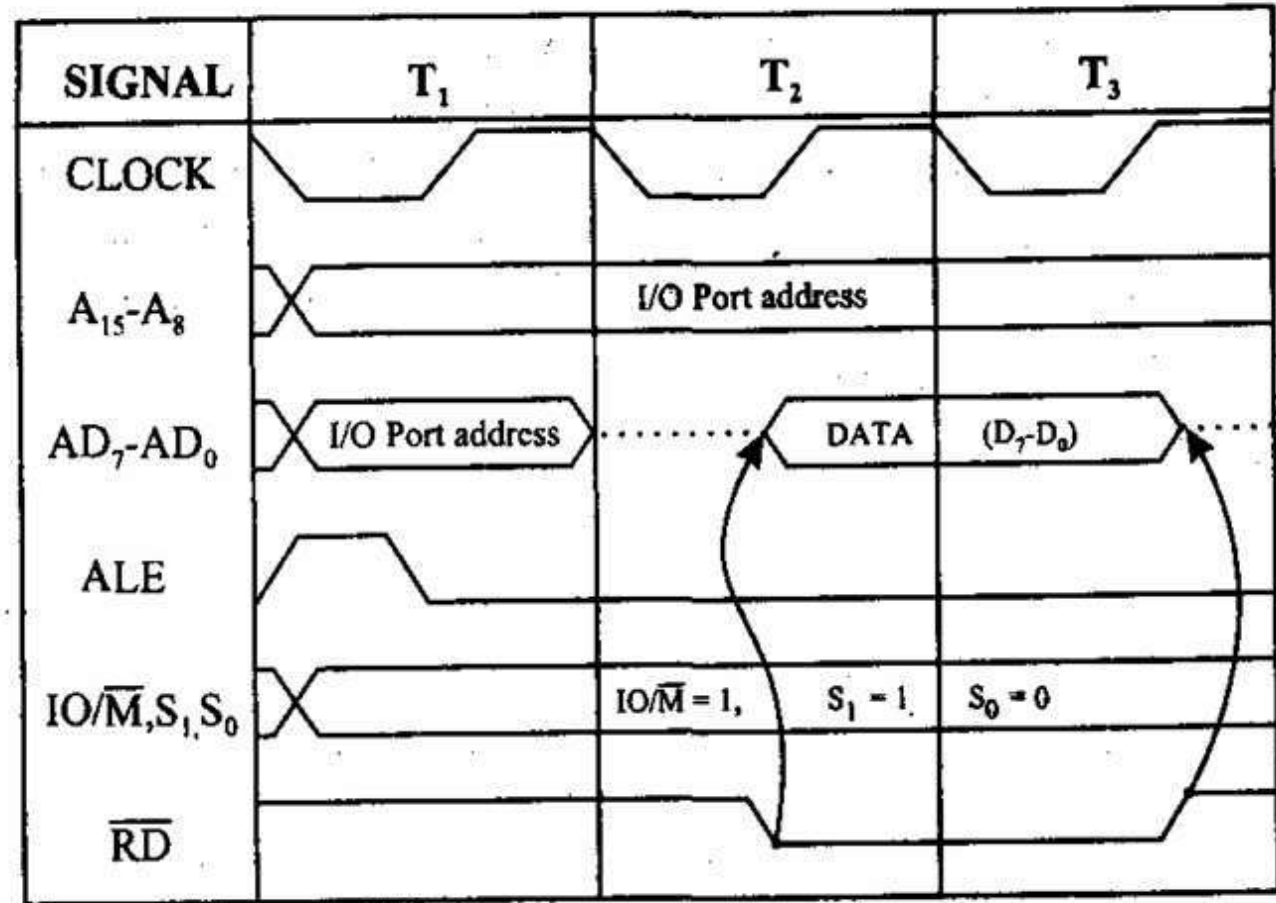 SIGNAL T₁ T₂ T₃
CLOCK
A₁₅-A₈ I/O Port address
AD₇-AD₀ I/O Port address DATA (D₇-D₀)
ALE
IO/M̅,S₁,S₀ IO/M̅ = 1, S₁ = 1 S₀ = 0
R̅D̅